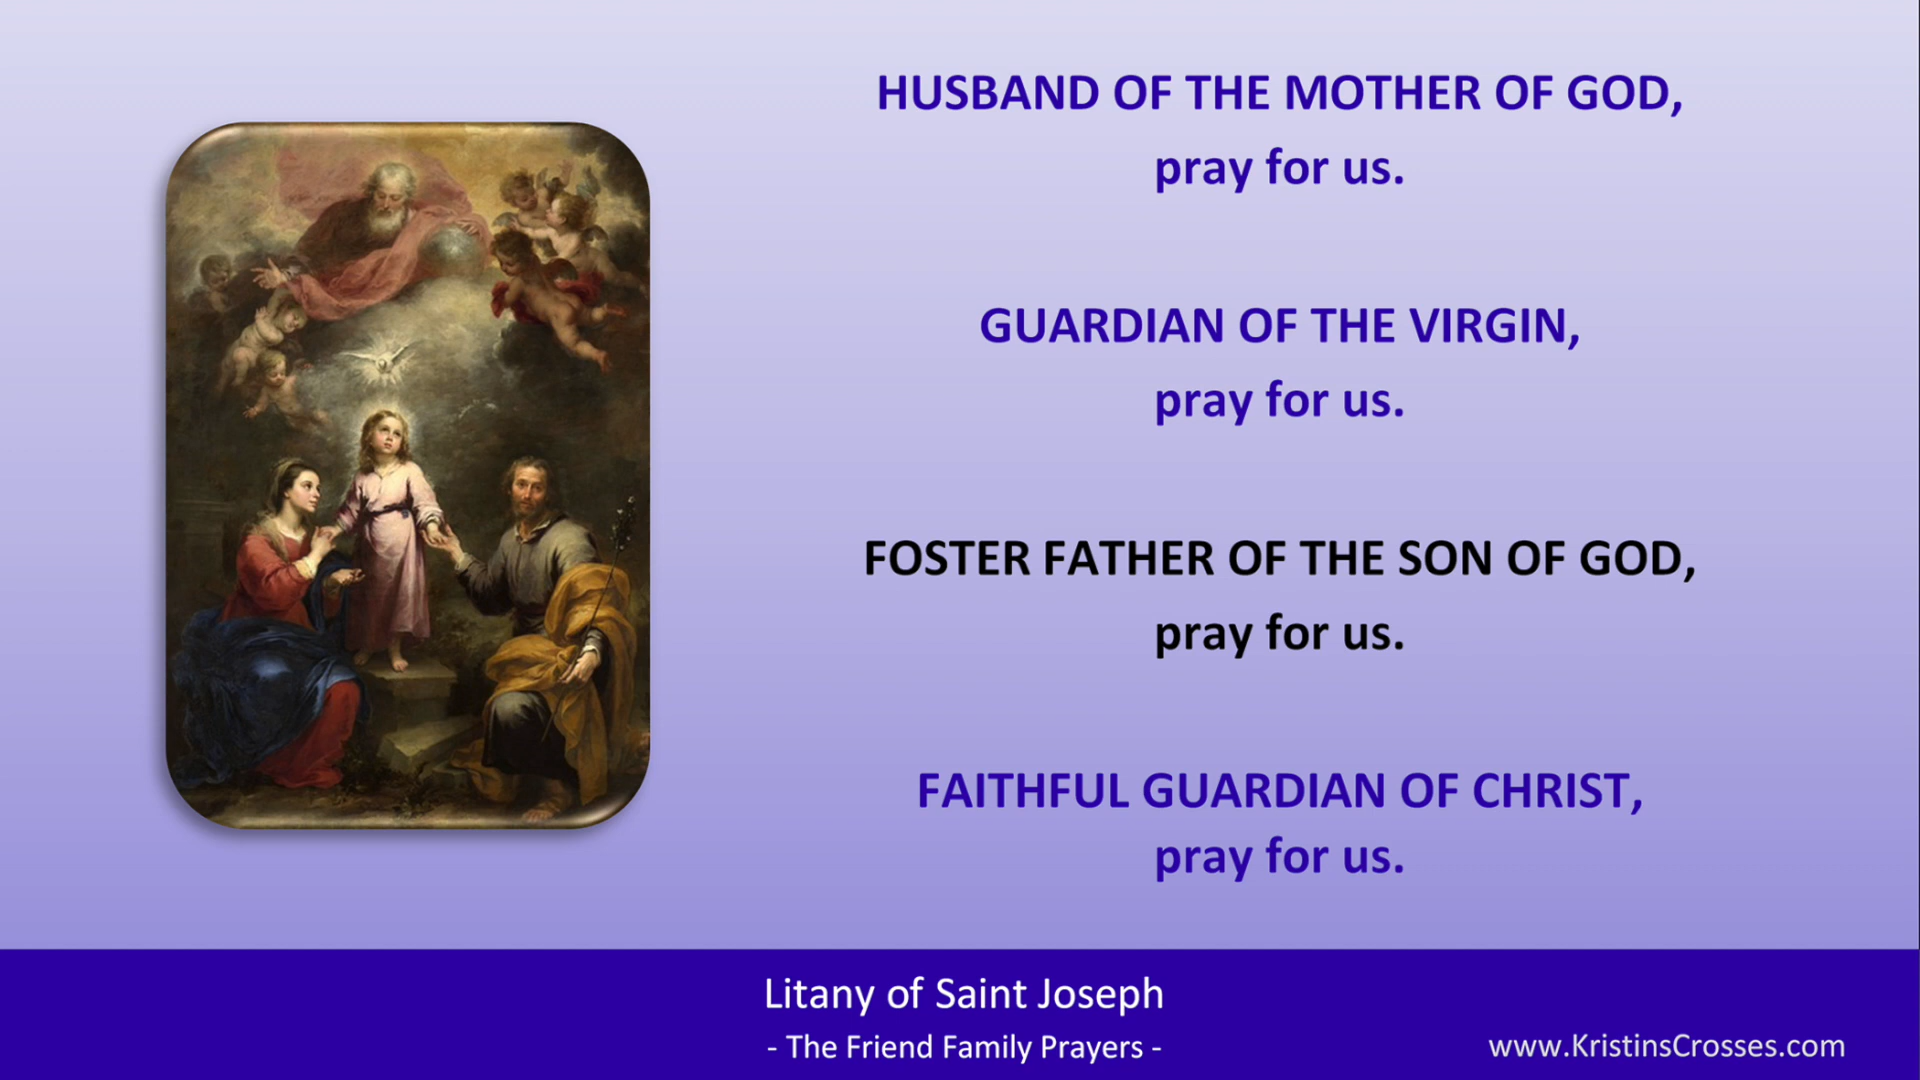 HUSBAND OF THE MOTHER OF GOD,
pray for us.
GUARDIAN OF THE VIRGIN,
pray for us.
FOSTER FATHER OF THE SON OF GOD,
pray for us.
FAITHFUL GUARDIAN OF CHRIST,
pray for us.
Litany of Saint Joseph
- The Friend Family Prayers -
www.KristinsCrosses.com